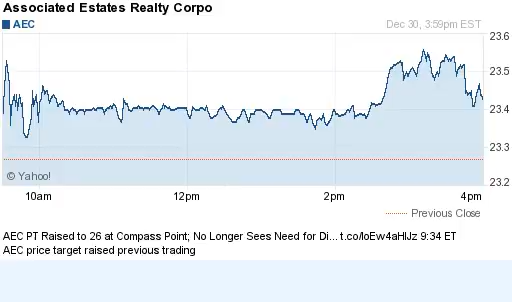 Associated Estates Realty Corpo
AEC
Dec 30, 3:59pm EST
23.6
23.5
23.4
23.3
23.2
© Yahoo!
10am 12pm 2pm 4pm
Previous Close
AEC PT Raised to 26 at Compass Point; No Longer Sees Need for Di... t.co/loEw4aHlJz 9:34 ET
AEC price target raised previous trading